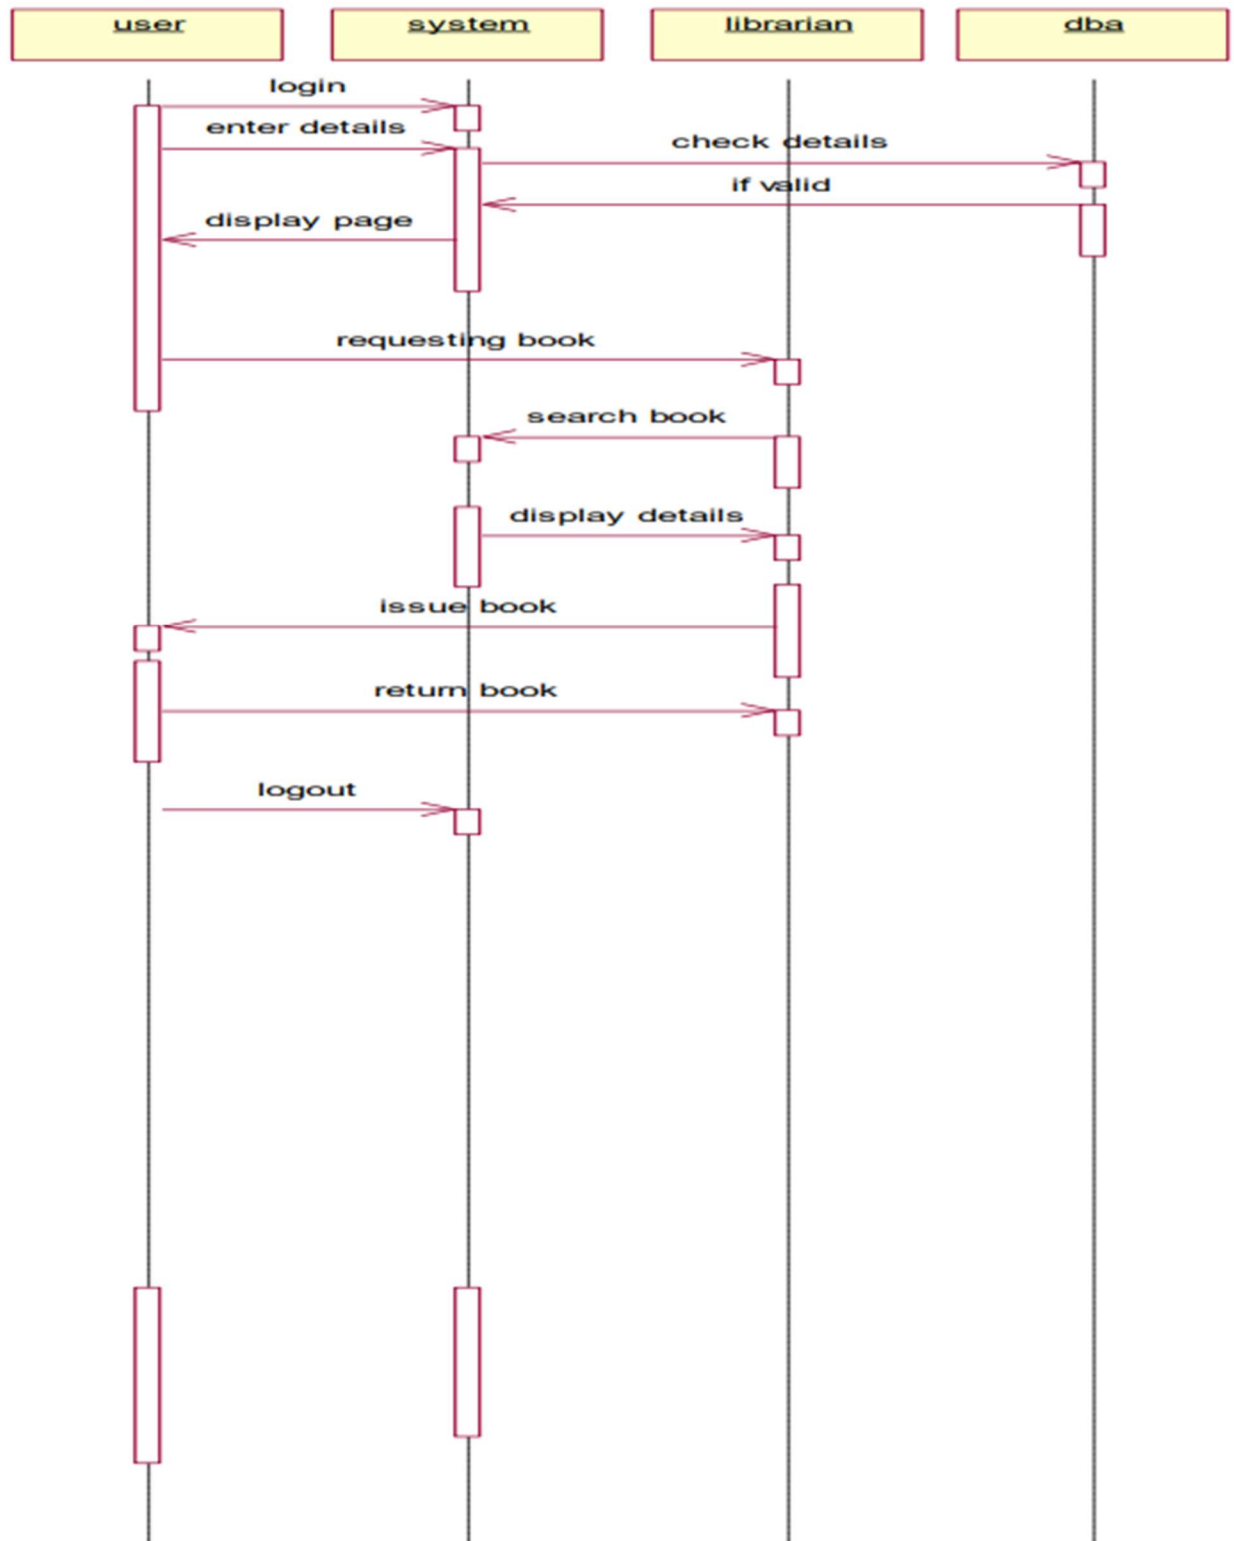 user
system
librarian
dba
login
enter details
check details
if valid
display page
requesting book
search book
display details
issue book
return book
logout